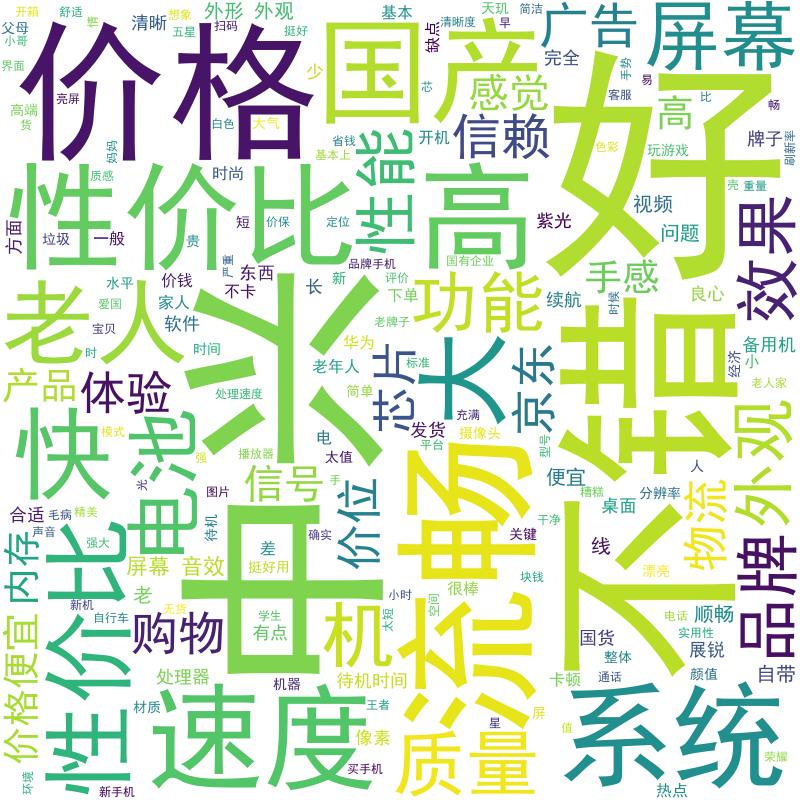 开箱
舒适
想象
外形 外观
基本
简洁
天玑
早
广告
屏幕
父母
小哥
清晰
五星
扫码
悄
挺好
缺点
清晰度
手势
完全
价格
国产
感觉
界面
高端
货
亮屏
白色
大气
少
芯
易
客服
高
比
畅
好
信赖
色彩
玩游戏
牌子
刷新率
省钱
基本上
开机
妈妈
质感
时尚
性价比
性能
高
壳
重量
视频
紫光
问题
方面
垃圾
一般
短
价保
定位
贵
严重
东西
品牌手机
国有企业
手感
良心
效果
水平
价钱
不卡
长
新
评价
下单
功能
续航
时候
爱国
家人
宝贝
软件
老牌子
备用机
老人
时
时间
老年人
华为
标准
芯片
大
京东
经济
小
老人家
不错
产品
体验
处理速度
简单
充满
外观
快
模式
电池
强
播放器
电
太值
发货
摄像头
平台
型号
人
光
图片
手
信号
便宜
糟糕
分辨率
桌面
物流
合适
毛病
精美
声音
待机
确实
价位
流畅
关键
干净
线
漂亮
品牌
内存
强大
屏幕
音效
差
挺好用
中
小时
很棒
块钱
不
老
新机
自行车
无货
学生
有点
太短
空间
电话
顺畅
实用性
购物
机
国货
展锐
整体
性价比
价格便宜
处理器
机器
待机时间
卡顿
通话
颜值
自带
材质
速度
王者
星
屏
值
系统
像素
质量
环境
新手机
买手机
热点
荣耀